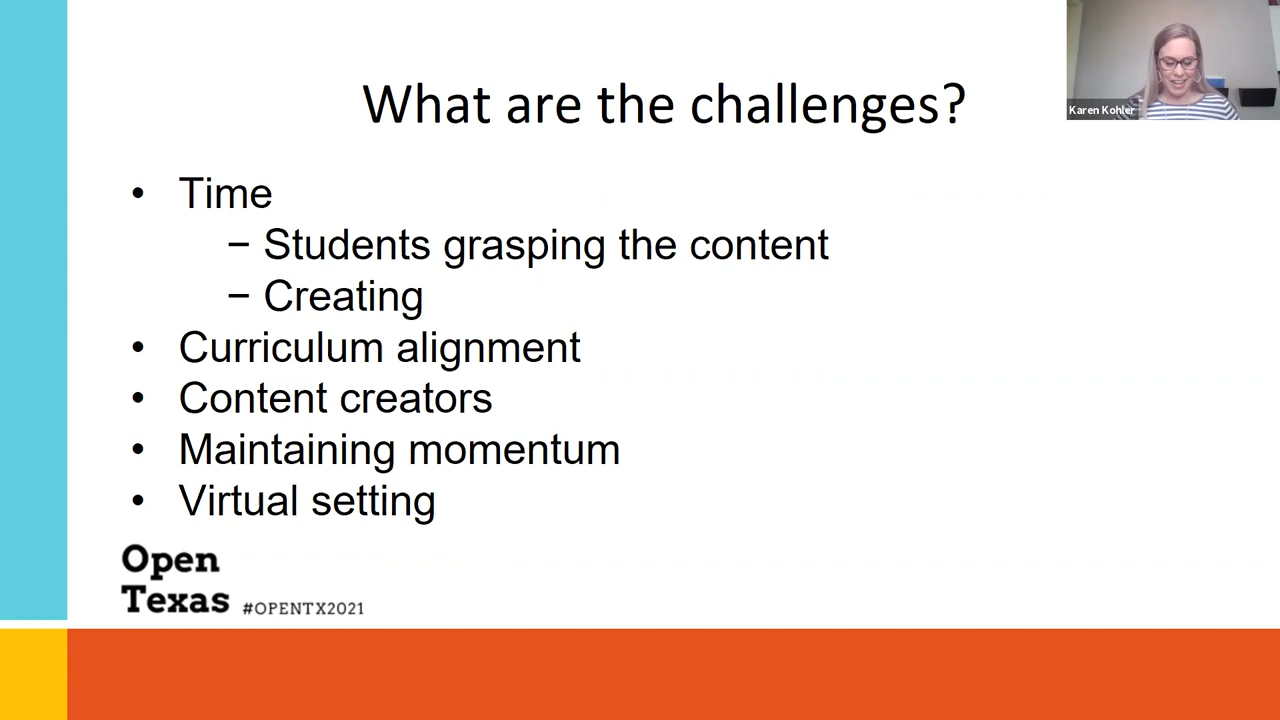 What are the challenges?
Karen Kohler
• Time
− Students grasping the content
− Creating
• Curriculum alignment
• Content creators
• Maintaining momentum
• Virtual setting
Open
Texas #OPENTX2021